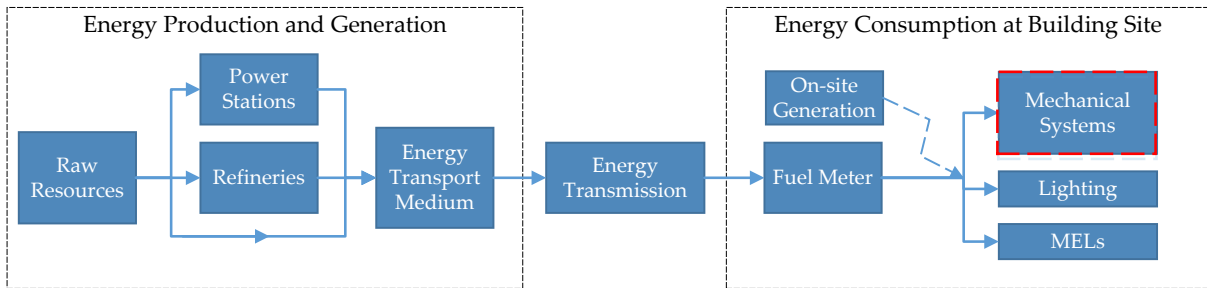 Energy Production and Generation
Energy Consumption at Building Site
Power
Stations
On-site
Generation
Mechanical
Systems
Raw
Resources
Refineries
Energy
Transport
Medium
Energy
Transmission
Fuel Meter
Lighting
MELs